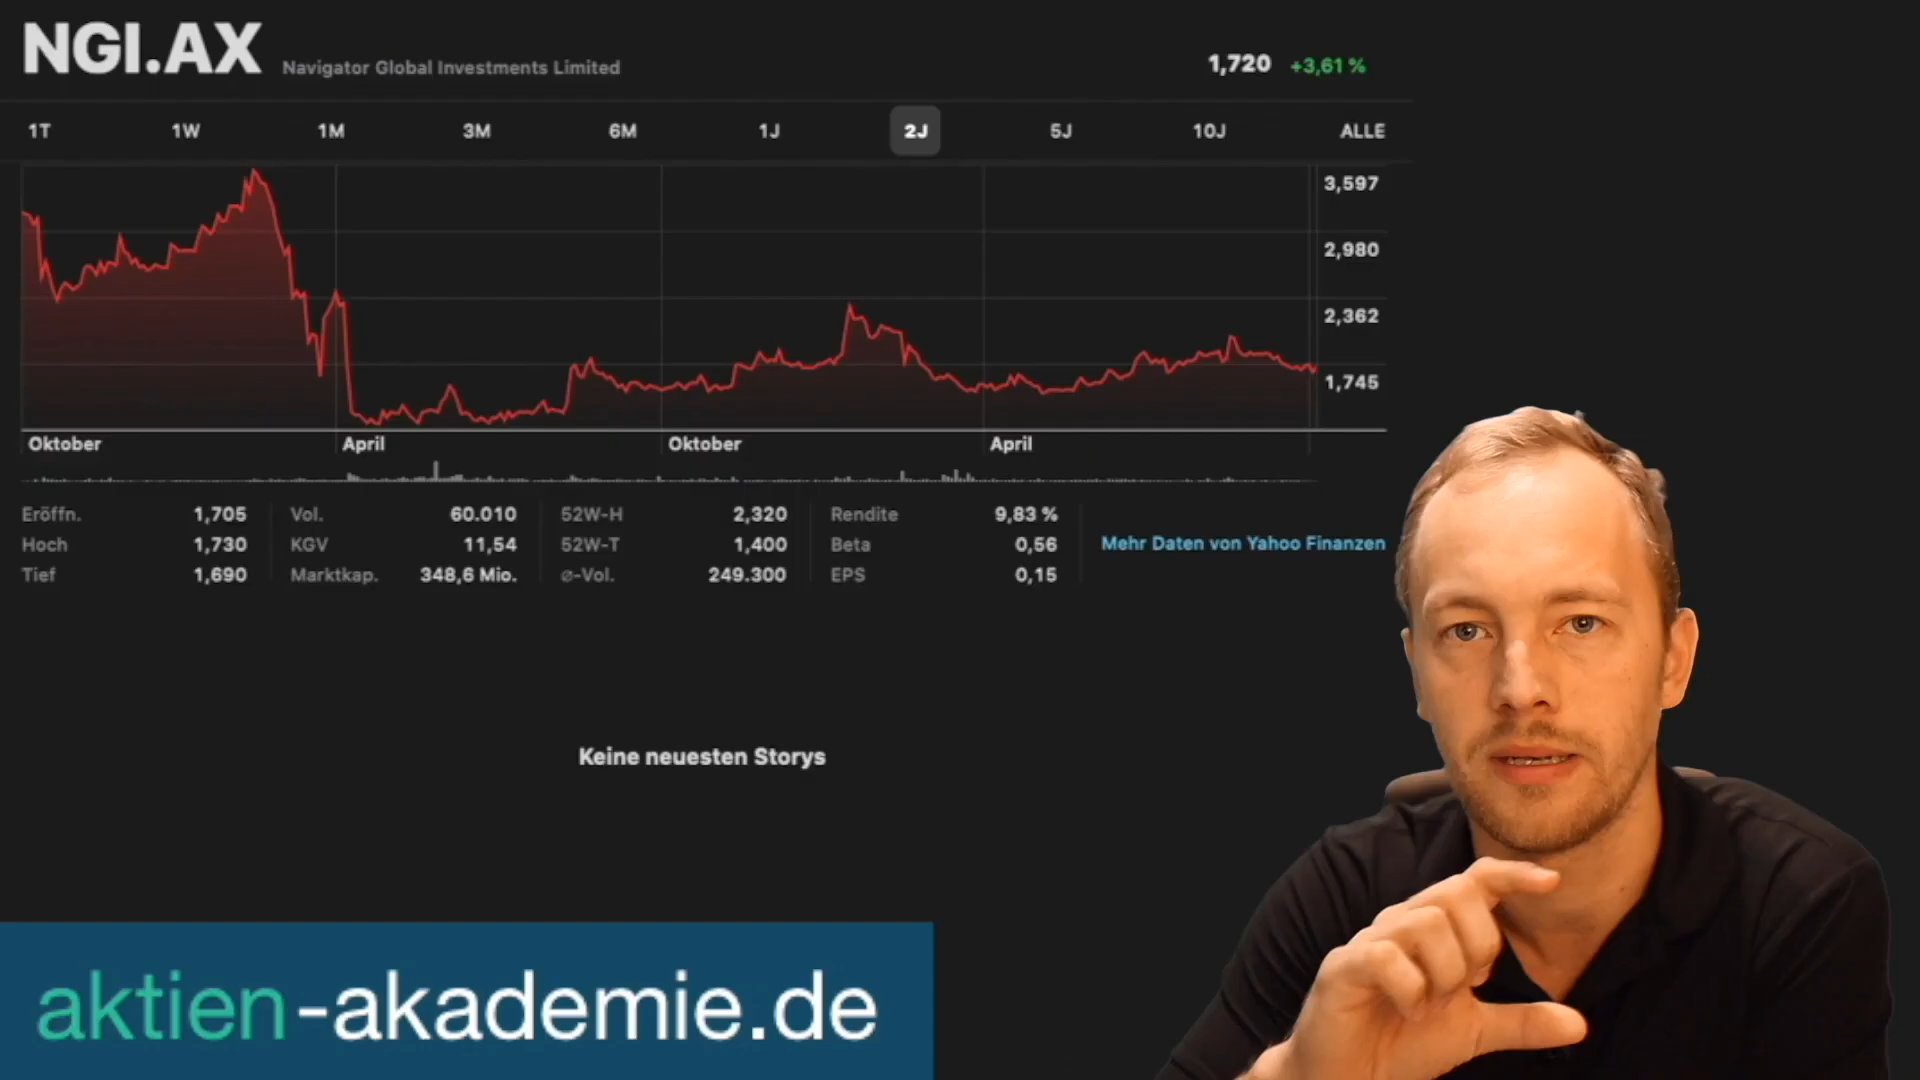 NGI.AX Navigator Global Investments Limited 1,720 +3,61 %
1T 1W 1M 3M 6M 1J 2J 5J 10J ALLE
3,597
2,980
2,362
1,745
Oktober April Oktober April
Eröffn. 1,705 Vol. 60.010 52W-H 2,320 Rendite 9,83 %
Hoch 1,730 KGV 11,54 52W-T 1,400 Beta 0,56 Mehr Daten von Yahoo Finanzen
Tief 1,690 Marktkap. 348,6 Mio. ⌀-Vol. 249.300 EPS 0,15
Keine neuesten Storys
aktien-akademie.de